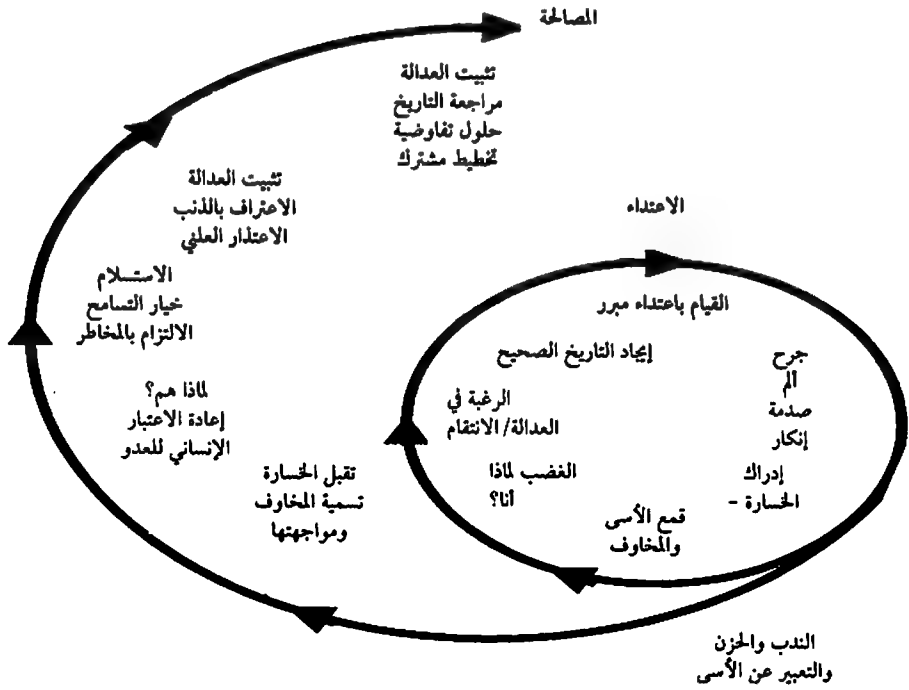 المصالحة
تثبيت العدالة
مراجعة التاريخ
حلول تفاوضية
تخطيط مشترك
تثبيت العدالة
الاعتراف بالذنب
الاعتذار العلني
الاستسلام
خيار التسامح
الالتزام بالمخاطر
لماذا هم؟
إعادة الاعتبار
الإنساني للعدو
تقبل الخسارة
تسمية المخاوف
ومواجهتها
الندب والحزن
والتعبير عن الأسى
الاعتداء
القيام باعتداء مبرر
إيجاد التاريخ الصحيح
الرغبة في
العدالة/ الانتقام
الغضب لماذا
أنا؟
قمع الأسى
والمخاوف
إدراك
الخسارة -
جرح
ألم
صدمة
إنكار